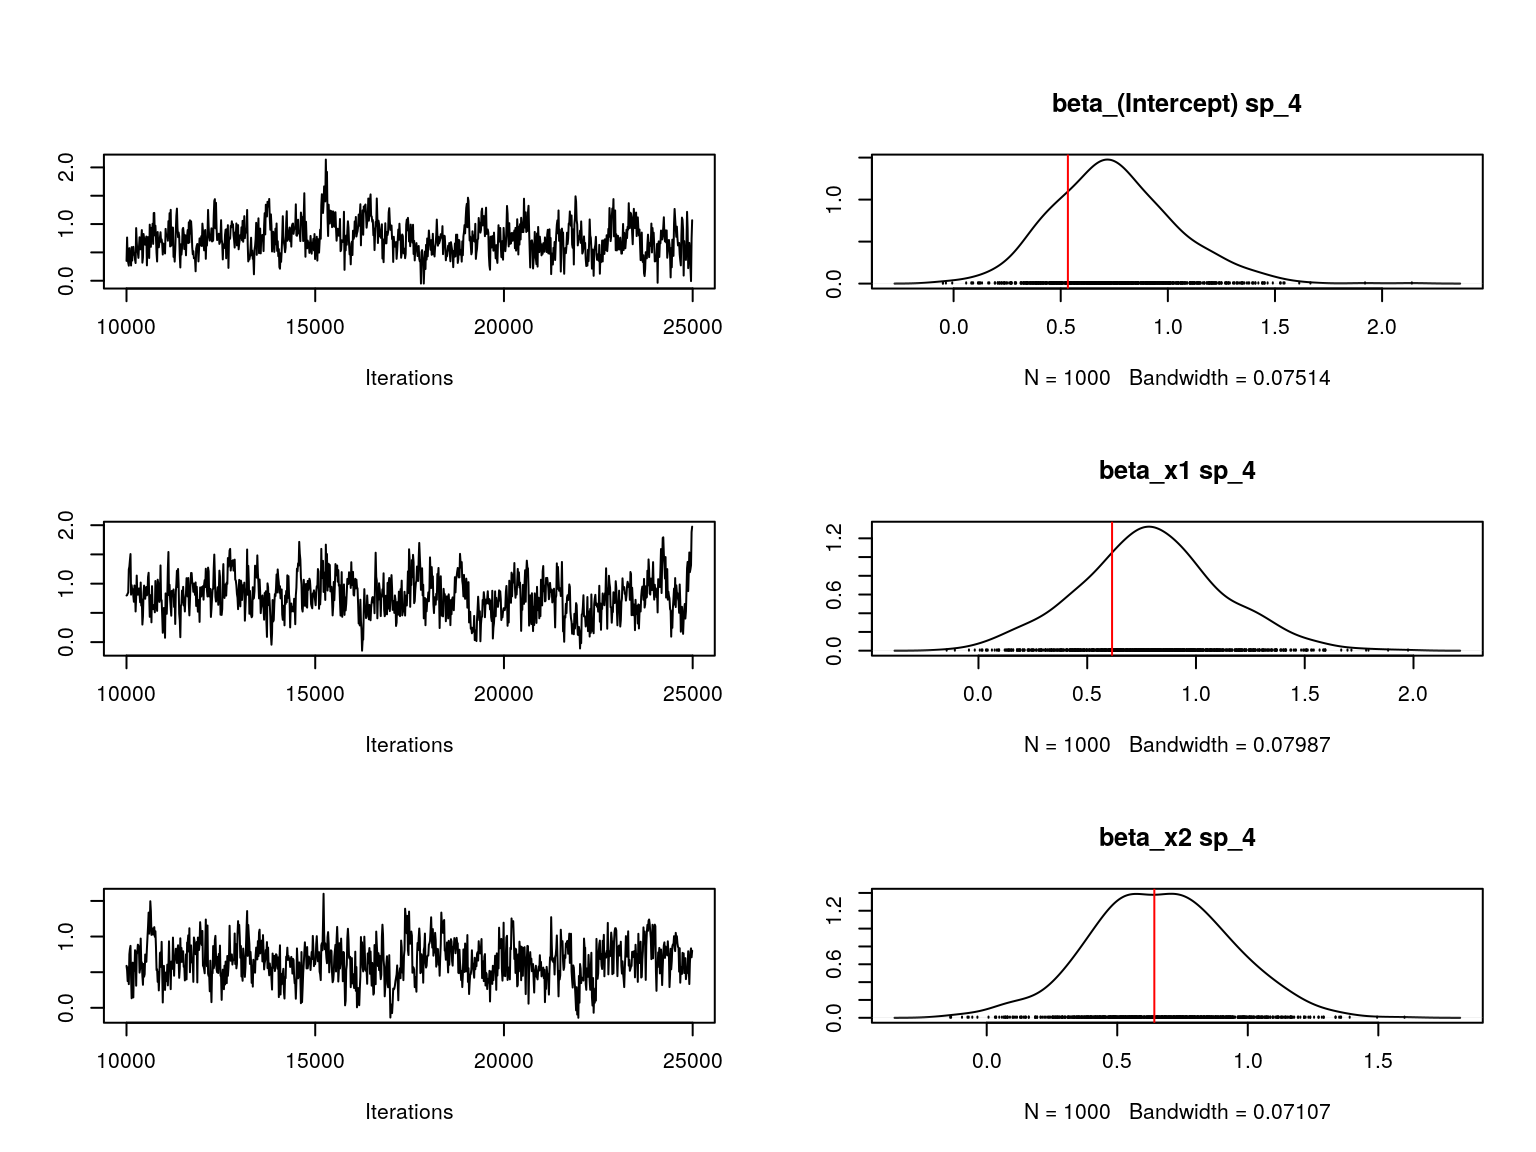 beta_(Intercept) sp_4
0.0 1.0 2.0
10000 15000 20000 25000
Iterations
0.0 1.0
0.0 0.5 1.0 1.5 2.0
N = 1000 Bandwidth = 0.07514
beta_x1 sp_4
0.0 1.0 2.0
10000 15000 20000 25000
Iterations
0.0 0.6 1.2
0.0 0.5 1.0 1.5 2.0
N = 1000 Bandwidth = 0.07987
beta_x2 sp_4
0.0 1.0
10000 15000 20000 25000
Iterations
0.0 0.6 1.2
0.0 0.5 1.0 1.5
N = 1000 Bandwidth = 0.07107